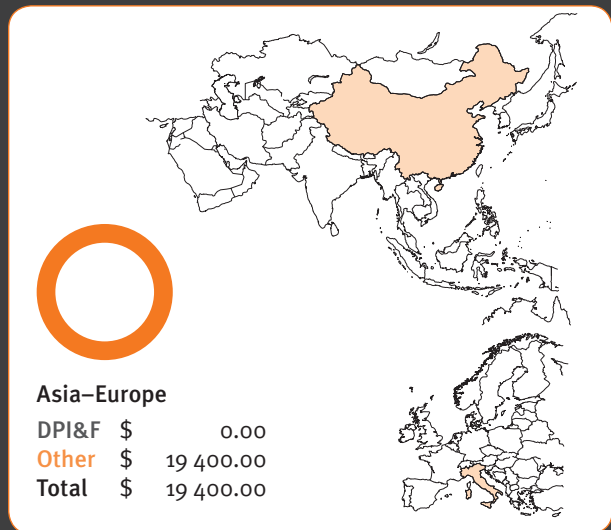 Asia–Europe
DPI&F $ 0.00
Other $ 19 400.00
Total $ 19 400.00